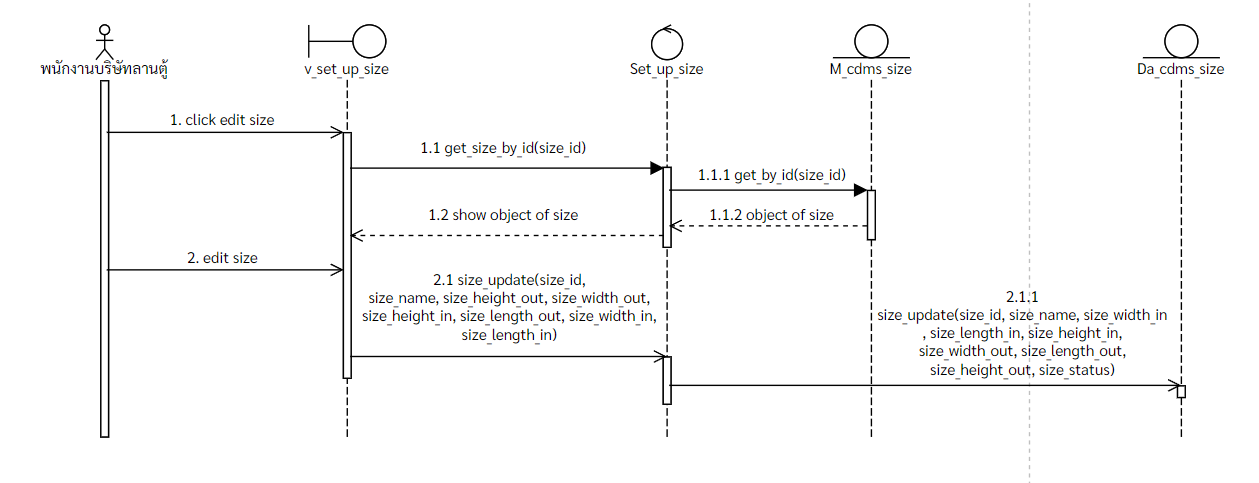 พนักงานบริษัทลานตู้
v_set_up_size
Set_up_size
M_cdms_size
Da_cdms_size
1. click edit size
1.1 get_size_by_id(size_id)
1.1.1 get_by_id(size_id)
1.2 show object of size
1.1.2 object of size
2. edit size
2.1 size_update(size_id,
size_name, size_height_out, size_width_out,
size_height_in, size_length_out, size_width_in,
size_length_in)
2.1.1
size_update(size_id, size_name, size_width_in
, size_length_in, size_height_in,
size_width_out, size_length_out,
size_height_out, size_status)